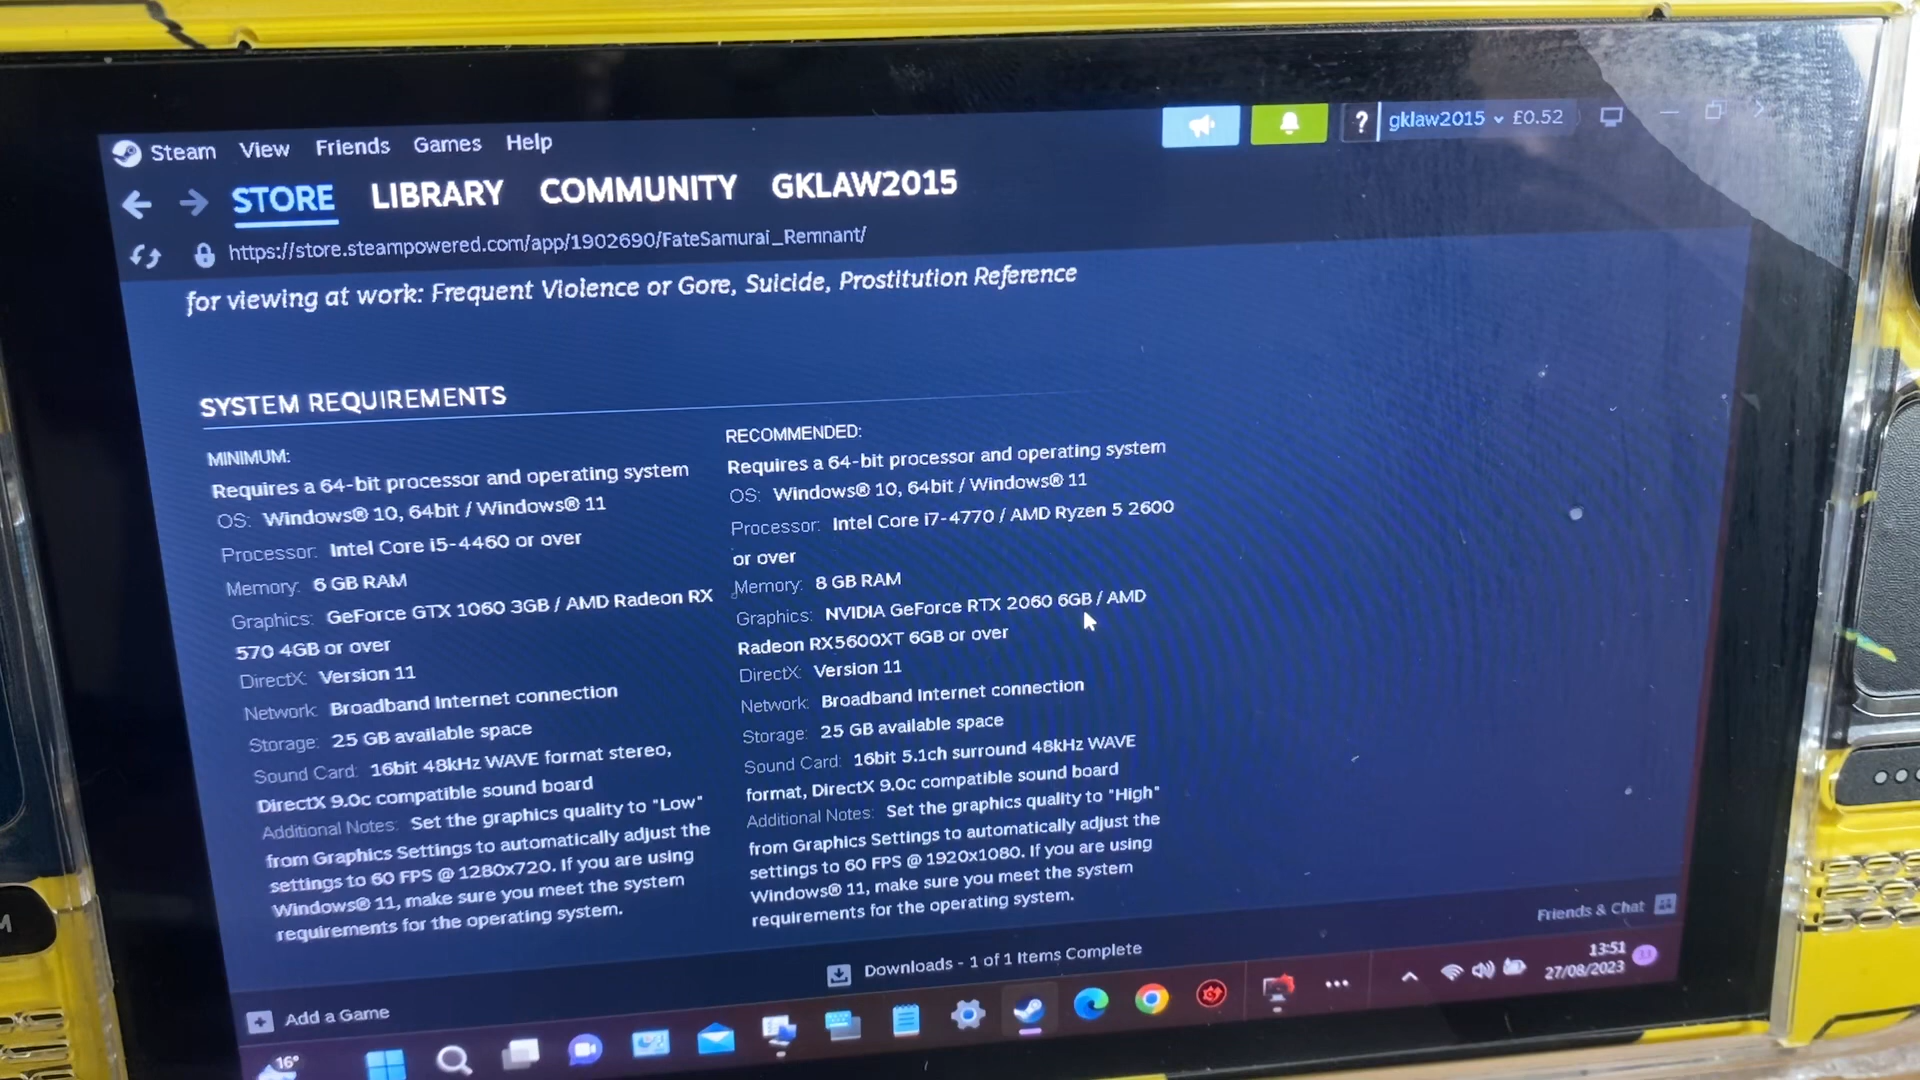 Steam View Friends Games Help
? gklaw2015 £0.52
STORE LIBRARY COMMUNITY GKLAW2015
https://store.steampowered.com/app/1902690/FateSamurai_Remnant/
for viewing at work: Frequent Violence or Gore, Suicide, Prostitution Reference
SYSTEM REQUIREMENTS
MINIMUM:
Requires a 64-bit processor and operating system
OS: Windows® 10, 64bit / Windows® 11
Processor: Intel Core i5-4460 or over
Memory: 6 GB RAM
Graphics: GeForce GTX 1060 3GB / AMD Radeon RX
570 4GB or over
DirectX: Version 11
Network: Broadband Internet connection
Storage: 25 GB available space
Sound Card: 16bit 48kHz WAVE format stereo,
DirectX 9.0c compatible sound board
Additional Notes: Set the graphics quality to "Low"
from Graphics Settings to automatically adjust the
settings to 60 FPS @ 1280x720. If you are using
Windows® 11, make sure you meet the system
requirements for the operating system.
RECOMMENDED:
Requires a 64-bit processor and operating system
OS: Windows® 10, 64bit / Windows® 11
Processor: Intel Core i7-4770 / AMD Ryzen 5 2600
or over
Memory: 8 GB RAM
Graphics: NVIDIA GeForce RTX 2060 6GB / AMD
Radeon RX5600XT 6GB or over
DirectX: Version 11
Network: Broadband Internet connection
Storage: 25 GB available space
Sound Card: 16bit 5.1ch surround 48kHz WAVE
format, DirectX 9.0c compatible sound board
Additional Notes: Set the graphics quality to "High"
from Graphics Settings to automatically adjust the
settings to 60 FPS @ 1920x1080. If you are using
Windows® 11, make sure you meet the system
requirements for the operating system.
Friends & Chat
Downloads - 1 of 1 Items Complete
Add a Game
16°
13:51
27/08/2023